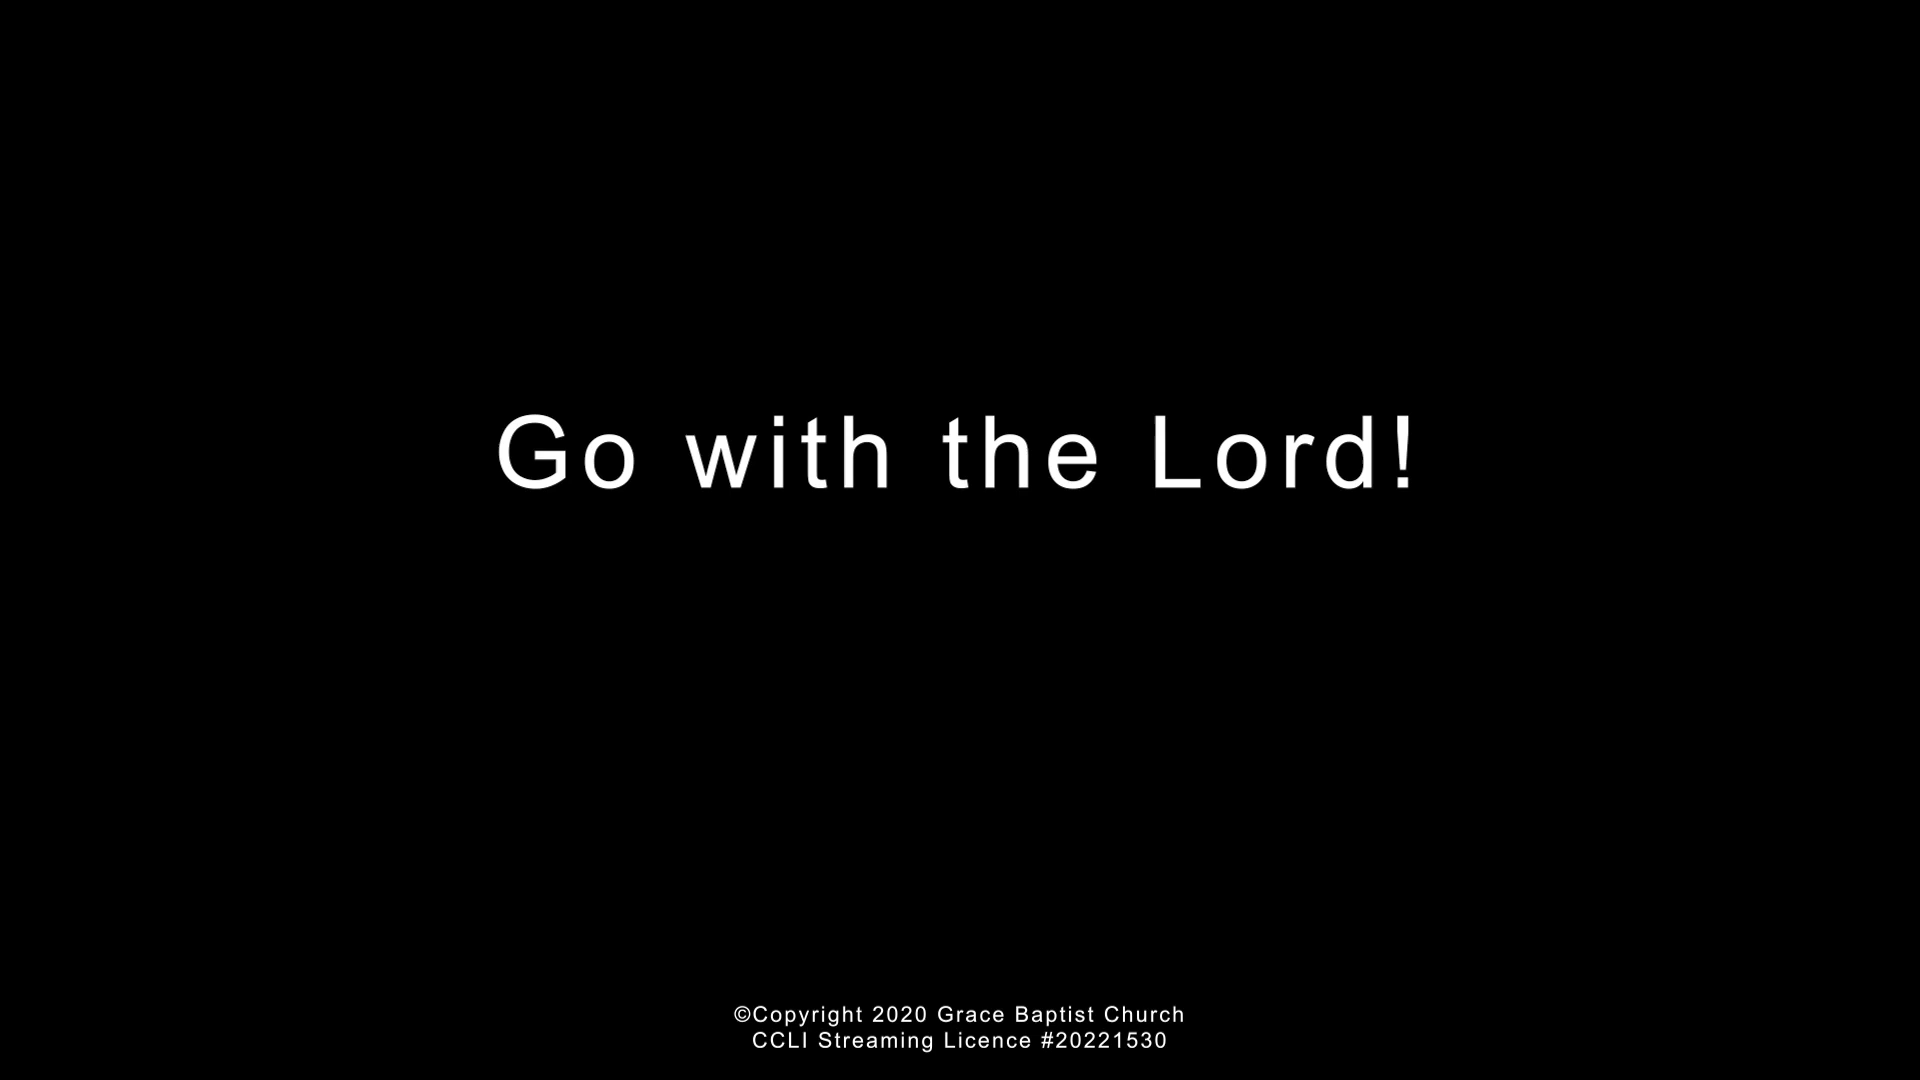 Go with the Lord!
©Copyright 2020 Grace Baptist Church
CCLI Streaming Licence #20221530